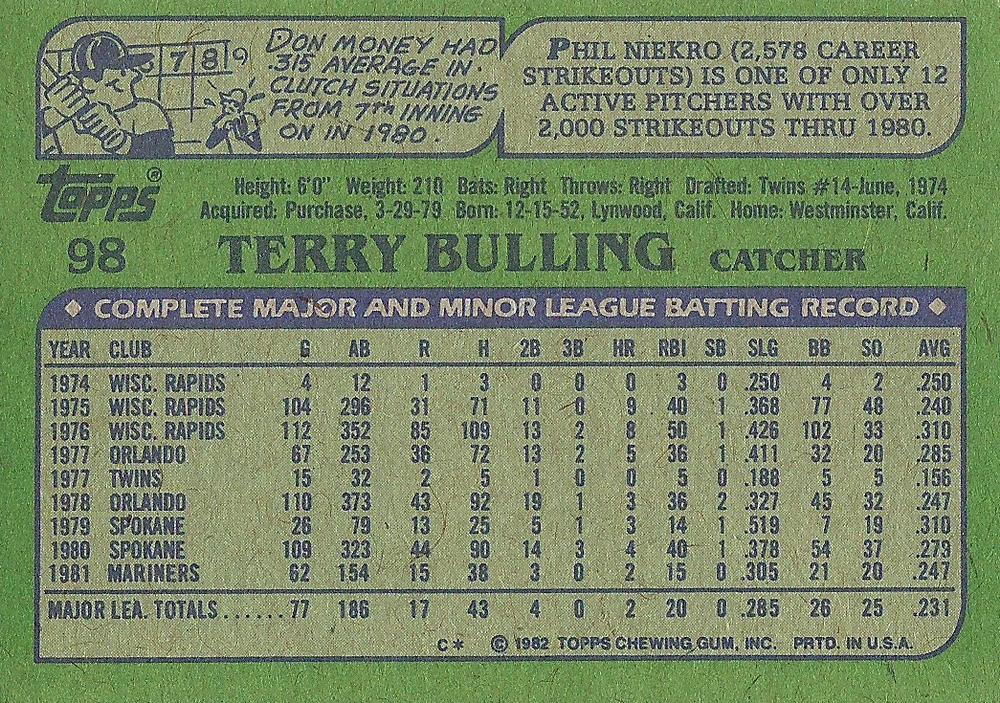 7 8 9
DON MONEY HAD
.315 AVERAGE IN
CLUTCH SITUATIONS
FROM 7TH INNING
ON IN 1980.
PHIL NIEKRO (2,578 CAREER
STRIKEOUTS) IS ONE OF ONLY 12
ACTIVE PITCHERS WITH OVER
2,000 STRIKEOUTS THRU 1980.
Topps®
Height: 6'0" Weight: 210 Bats: Right Throws: Right Drafted: Twins #14-June, 1974
Acquired: Purchase, 3-29-79 Born: 12-15-52, Lynwood, Calif. Home: Westminster, Calif.
98 TERRY BULLING CATCHER
◆ COMPLETE MAJOR AND MINOR LEAGUE BATTING RECORD ◆
YEAR CLUB G AB R H 2B 3B HR RBI SB SLG BB SO AVG
1974 WISC. RAPIDS 4 12 1 3 0 0 0 3 0 .250 4 2 .250
1975 WISC. RAPIDS 104 296 31 71 11 0 9 40 1 .368 77 48 .240
1976 WISC. RAPIDS 112 352 85 109 13 2 8 50 1 .426 102 33 .310
1977 ORLANDO 67 253 36 72 13 2 5 36 1 .411 32 20 .285
1977 TWINS 15 32 2 5 1 0 0 5 0 .188 5 5 .156
1978 ORLANDO 110 373 43 92 19 1 3 36 2 .327 45 32 .247
1979 SPOKANE 26 79 13 25 5 1 3 14 1 .519 7 19 .310
1980 SPOKANE 109 323 44 90 14 3 4 40 1 .378 54 37 .279
1981 MARINERS 62 154 15 38 3 0 2 15 0 .305 21 20 .247
MAJOR LEA. TOTALS ...... 77 186 17 43 4 0 2 20 0 .285 26 25 .231
C* © 1982 TOPPS CHEWING GUM, INC. PRTD. IN U.S.A.